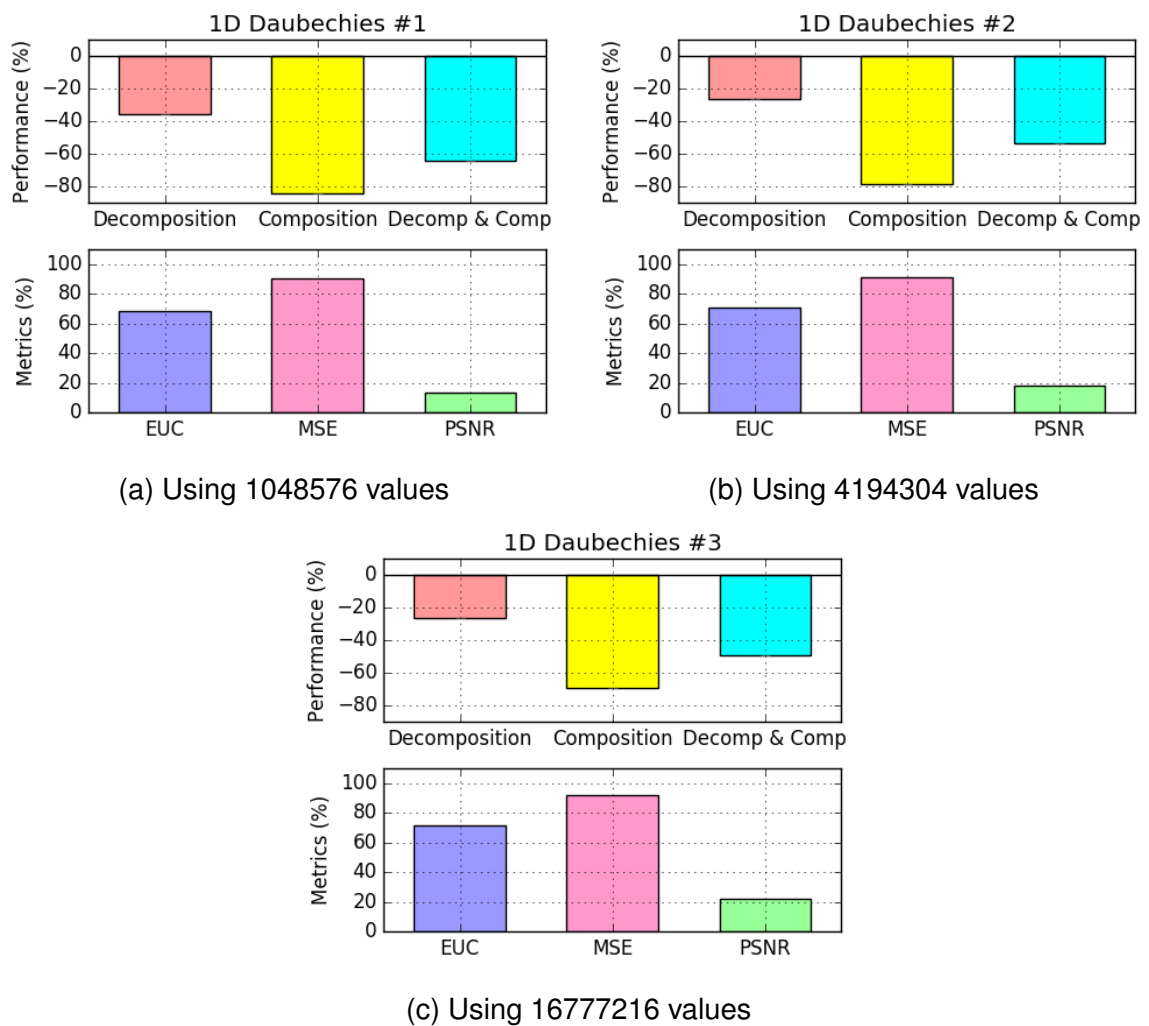 1D Daubechies #1
Performance (%)
0
−20
−40
−60
−80
Decomposition Composition Decomp & Comp
Metrics (%)
100
80
60
40
20
0
EUC MSE PSNR
(a) Using 1048576 values
1D Daubechies #2
Performance (%)
0
−20
−40
−60
−80
Decomposition Composition Decomp & Comp
Metrics (%)
100
80
60
40
20
0
EUC MSE PSNR
(b) Using 4194304 values
1D Daubechies #3
Performance (%)
0
−20
−40
−60
−80
Decomposition Composition Decomp & Comp
Metrics (%)
100
80
60
40
20
0
EUC MSE PSNR
(c) Using 16777216 values